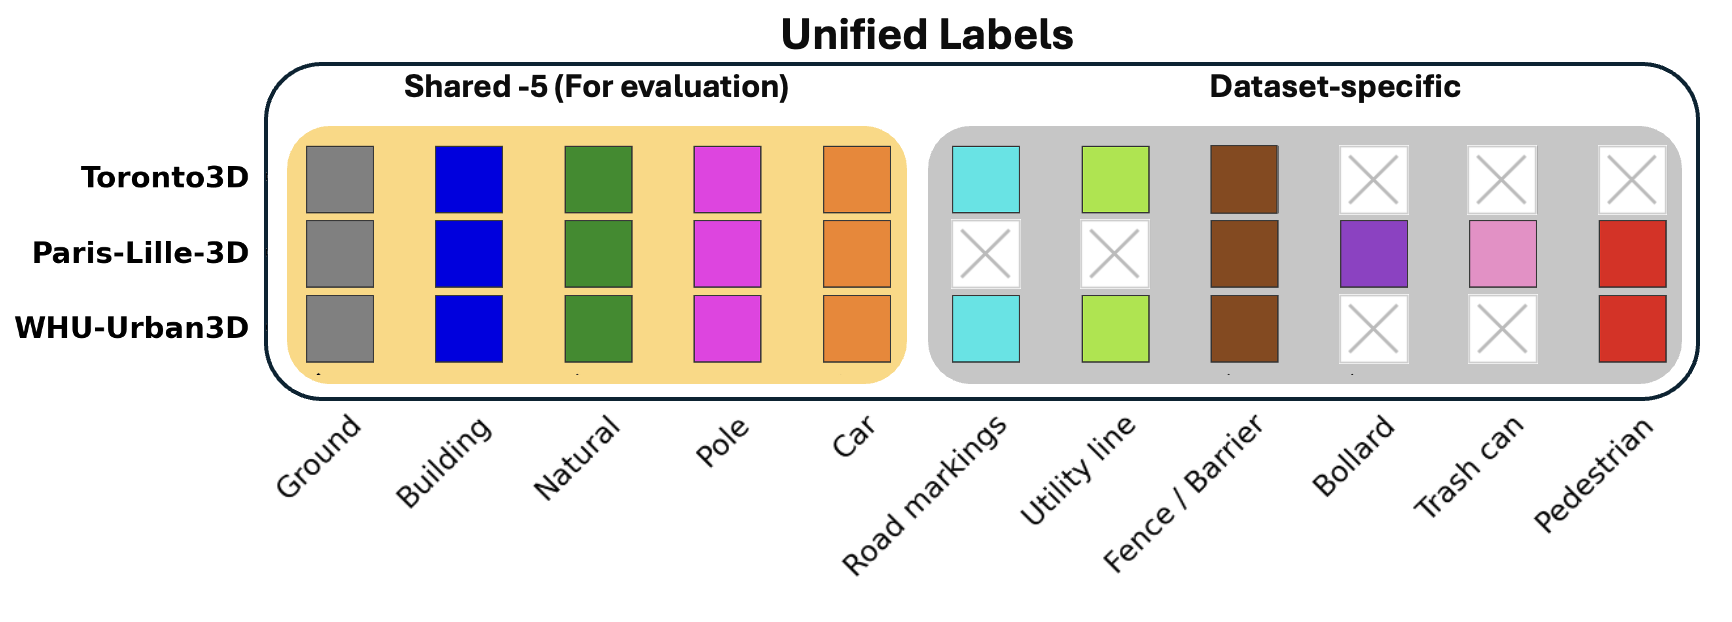 Unified Labels
Shared -5 (For evaluation)
Dataset-specific
Toronto3D
Paris-Lille-3D
WHU-Urban3D
Ground
Building
Natural
Pole
Car
Road markings
Utility line
Fence / Barrier
Bollard
Trash can
Pedestrian